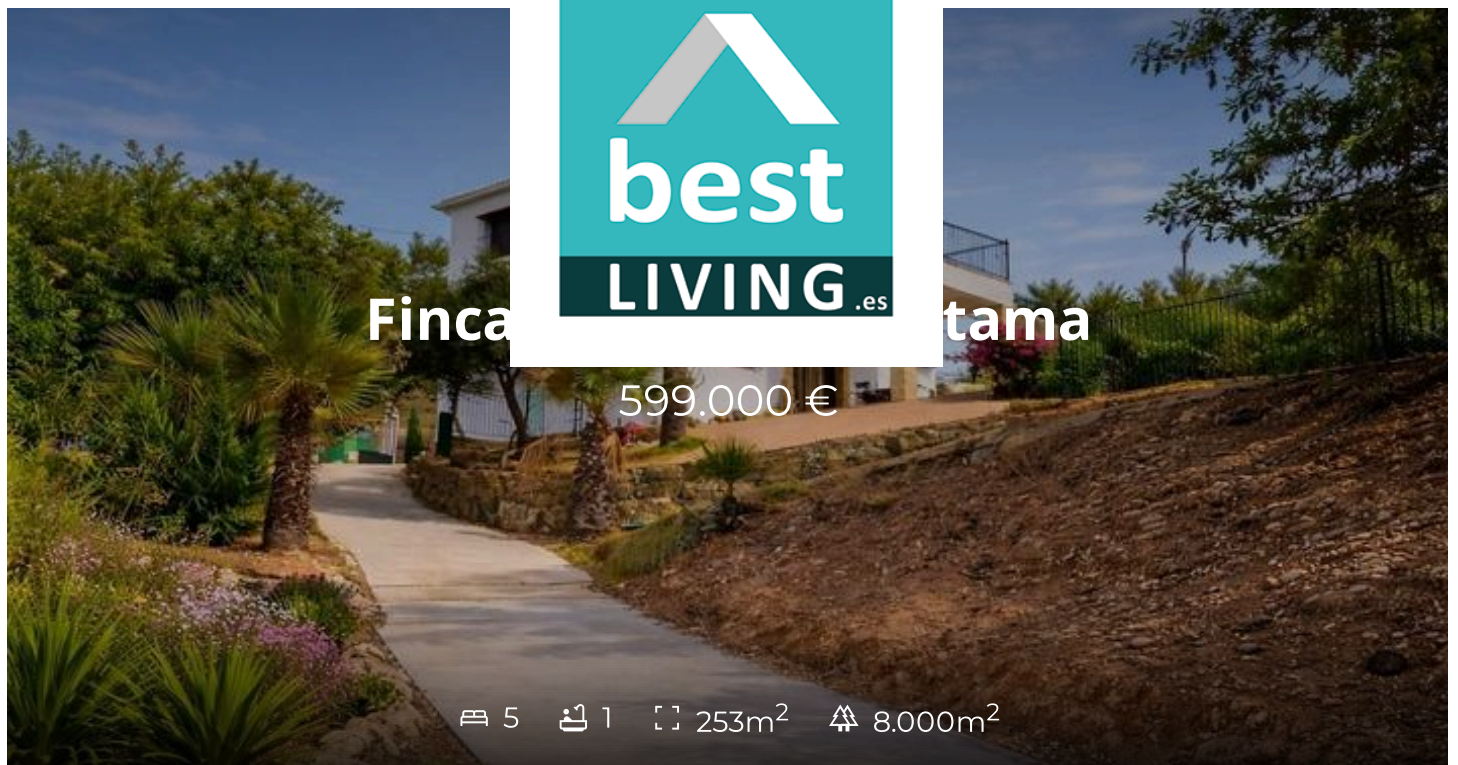 best
LIVING.es
Finca tama
599.000 €
5 1 253m² 8.000m²